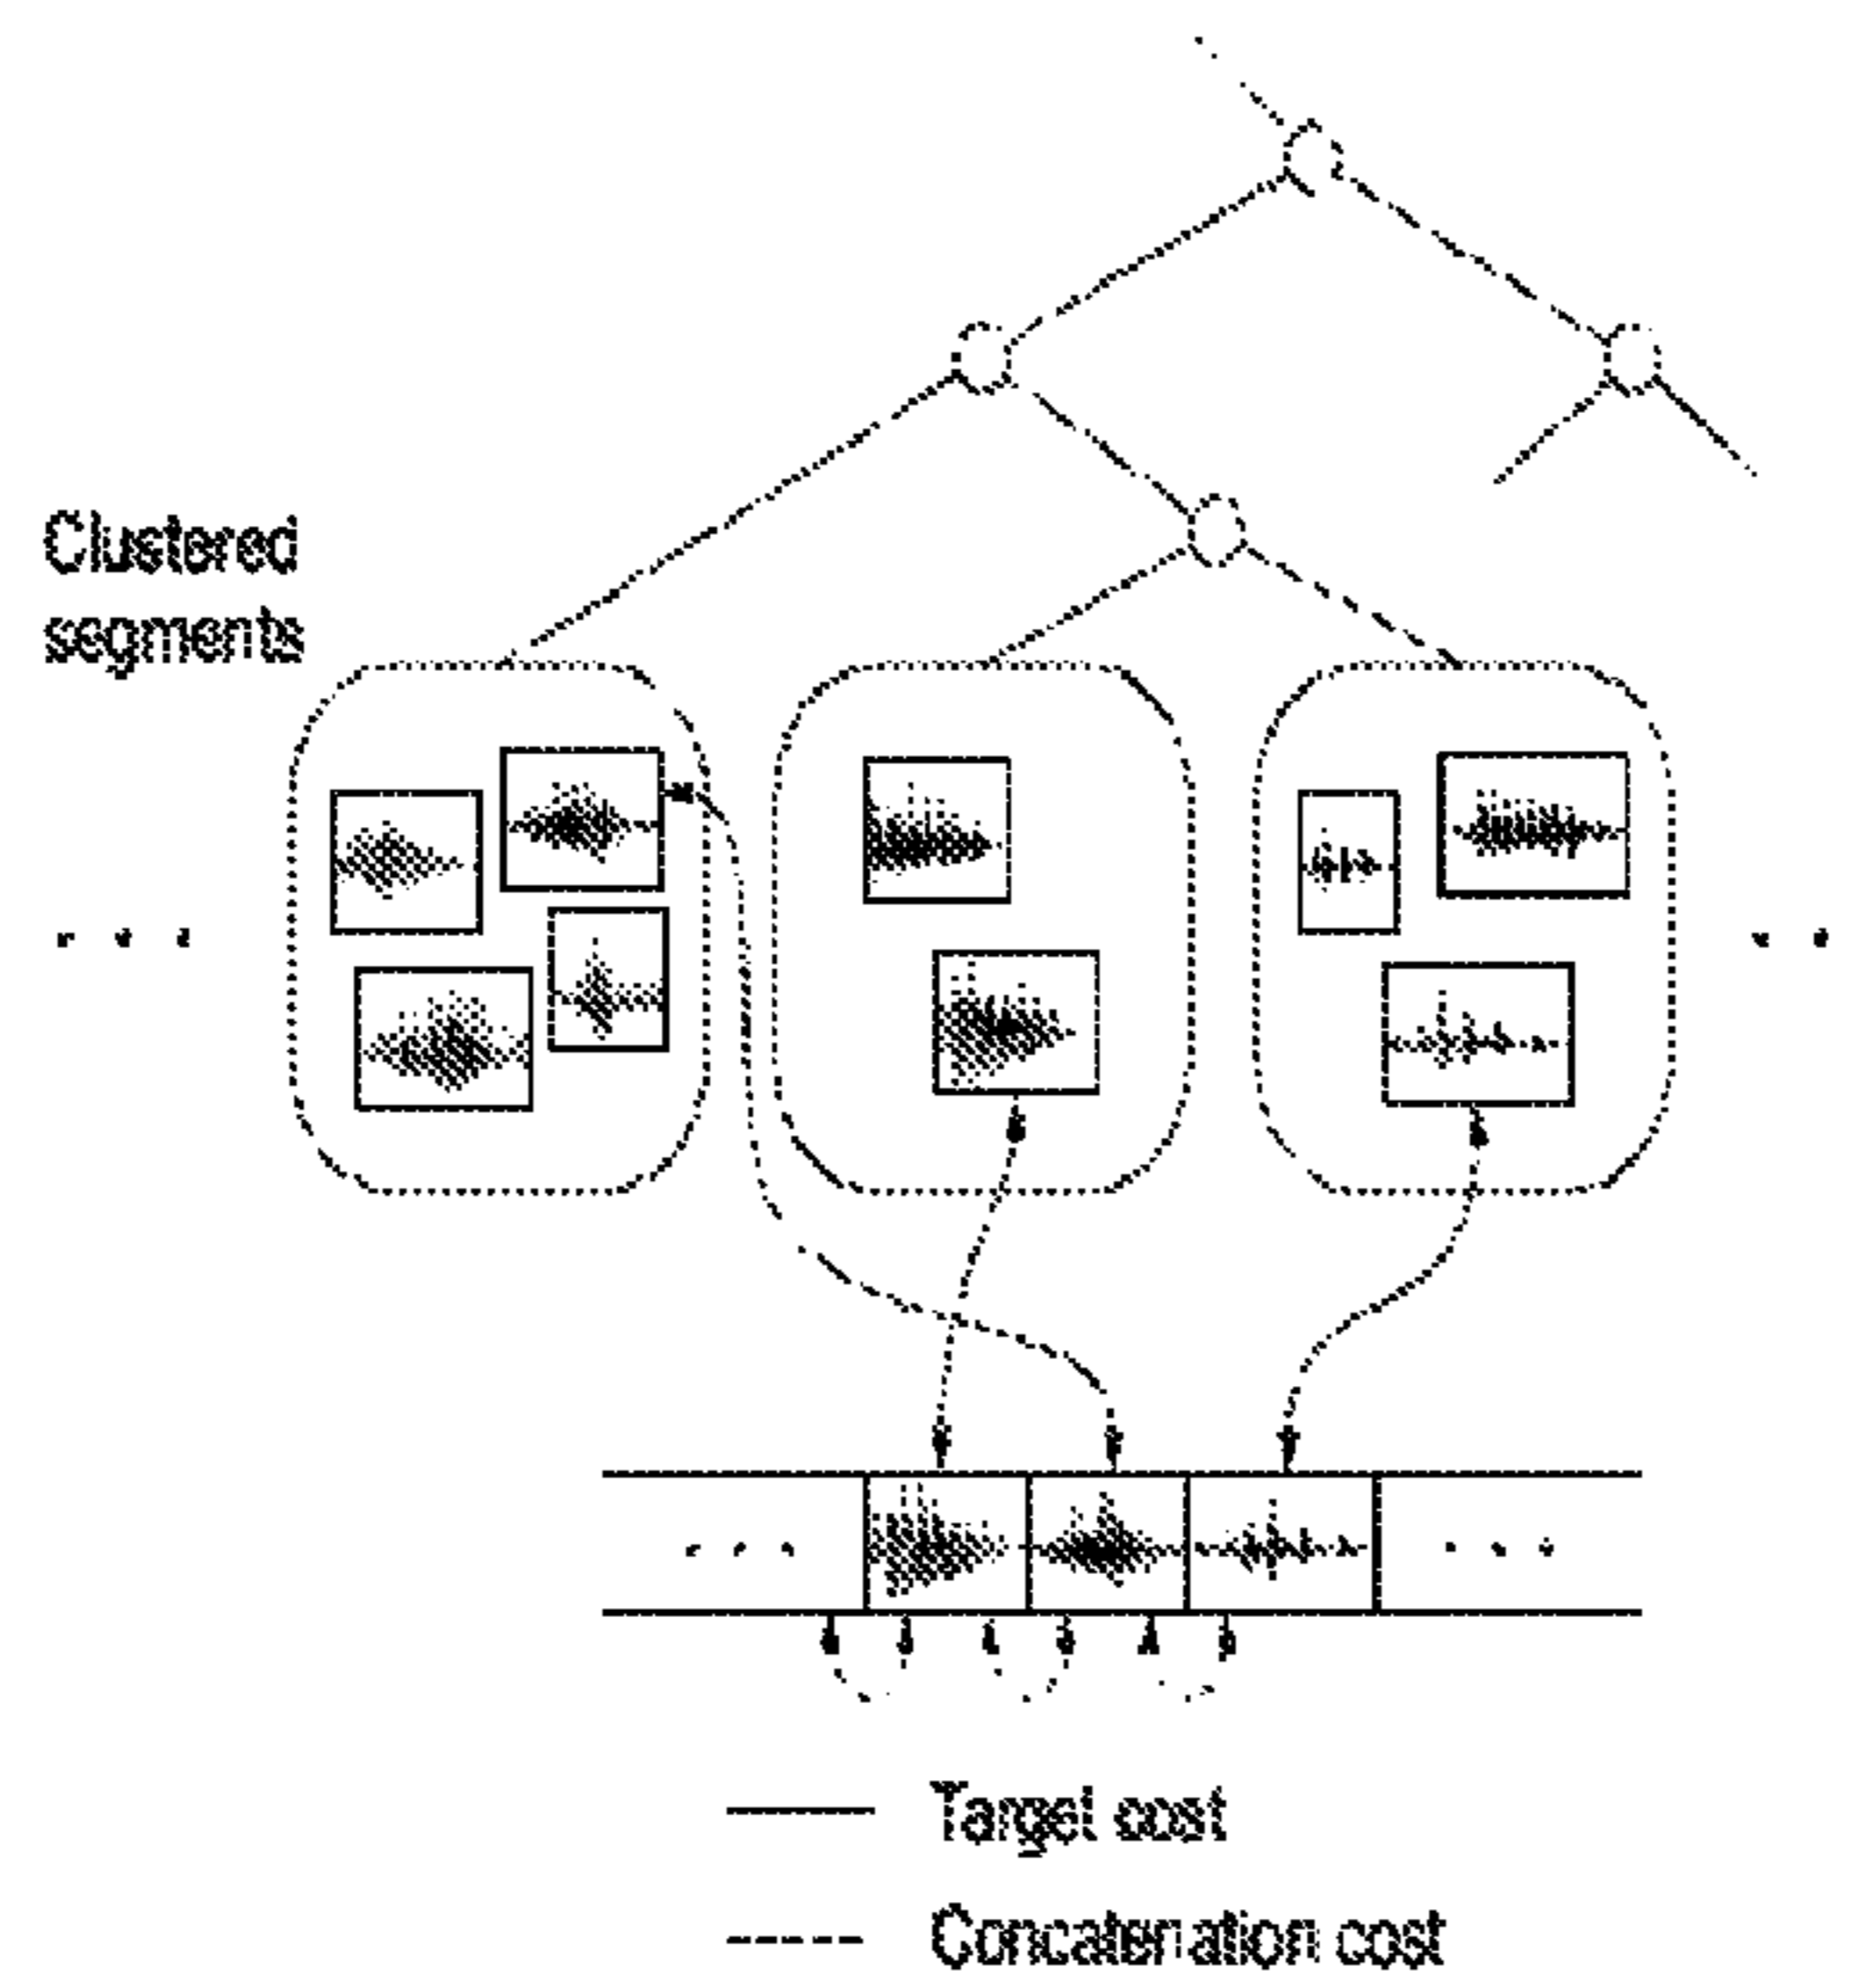 Clustered
segments
Target cost
Concatenation cost